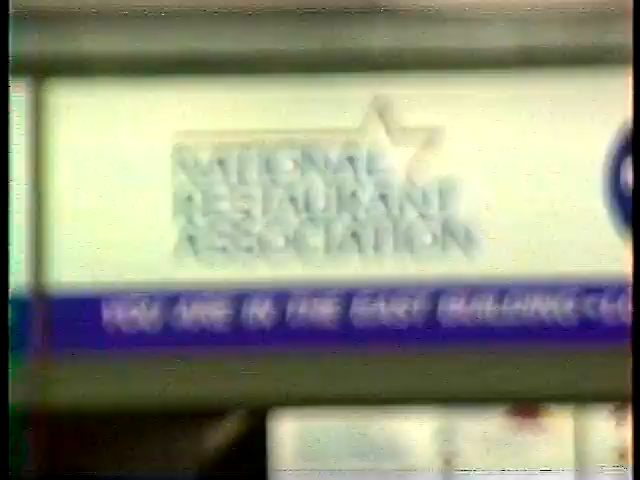 NATIONAL
RESTAURANT
ASSOCIATION
YOU ARE IN THE EAST BUILDING